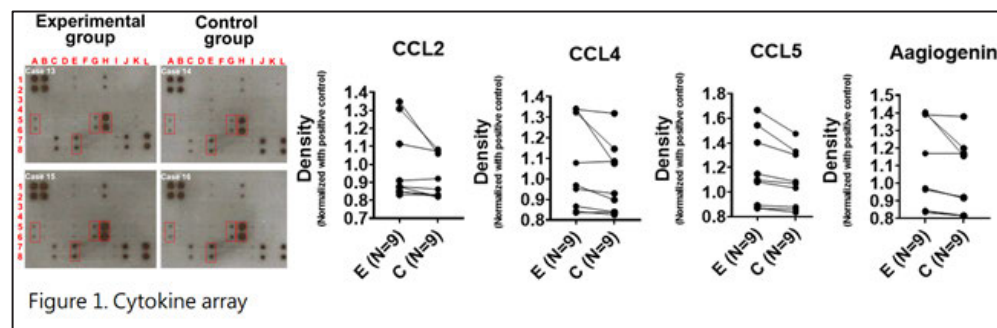 Experimental group
Control group
A B C D E F G H I J K L
A B C D E F G H I J K L
Case 13
Case 14
1
2
3
4
5
6
7
8
Case 15
Case 16
1
2
3
4
5
6
7
8
Figure 1. Cytokine array
CCL2
Density
(Normalized with positive control)
1.4
1.3
1.2
1.1
1.0
0.9
0.8
0.7
E (N=9)
C (N=9)
CCL4
Density
(Normalized with positive control)
1.4
1.3
1.2
1.1
1.0
0.9
0.8
E (N=9)
C (N=9)
CCL5
Density
(Normalized with positive control)
1.8
1.6
1.4
1.2
1.0
0.8
E (N=9)
C (N=9)
Aagiogenin
Density
(Normalized with positive control)
1.5
1.4
1.3
1.2
1.1
1.0
0.9
0.8
E (N=9)
C (N=9)